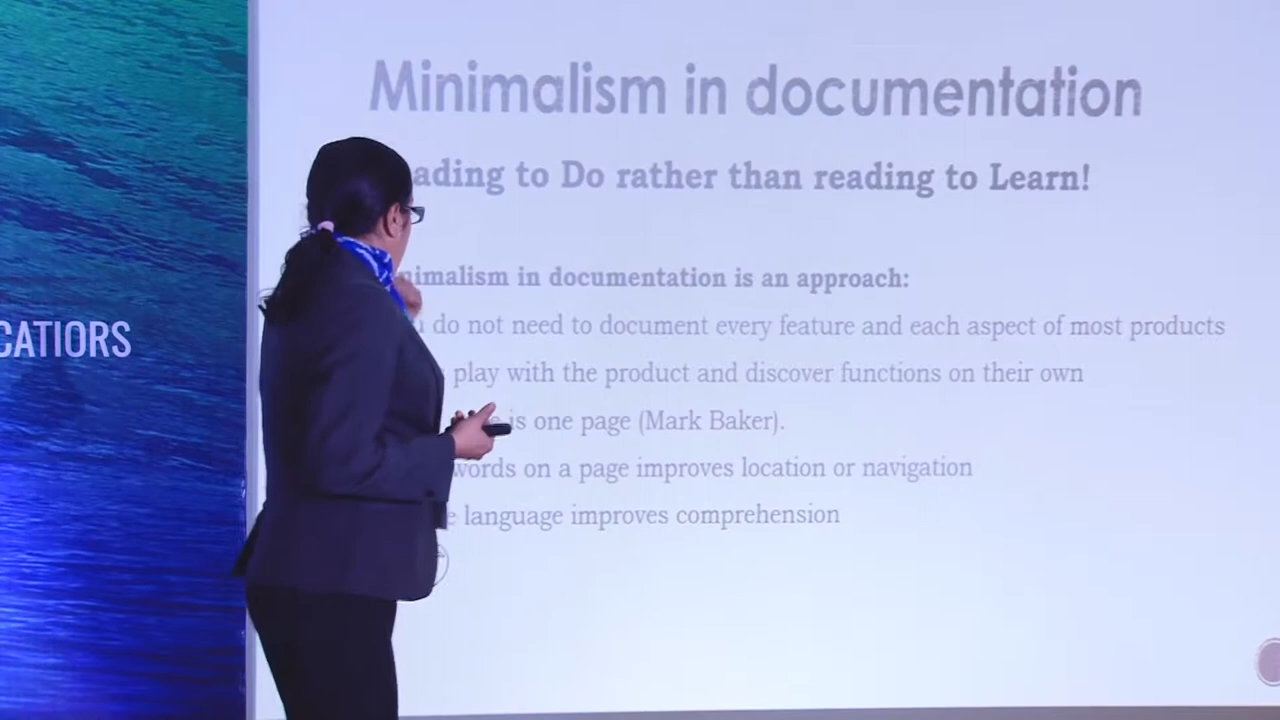 Minimalism in documentation
ading to Do rather than reading to Learn!
nimalism in documentation is an approach:
do not need to document every feature and each aspect of most products
play with the product and discover functions on their own
is one page (Mark Baker).
words on a page improves location or navigation
language improves comprehension
CATIORS